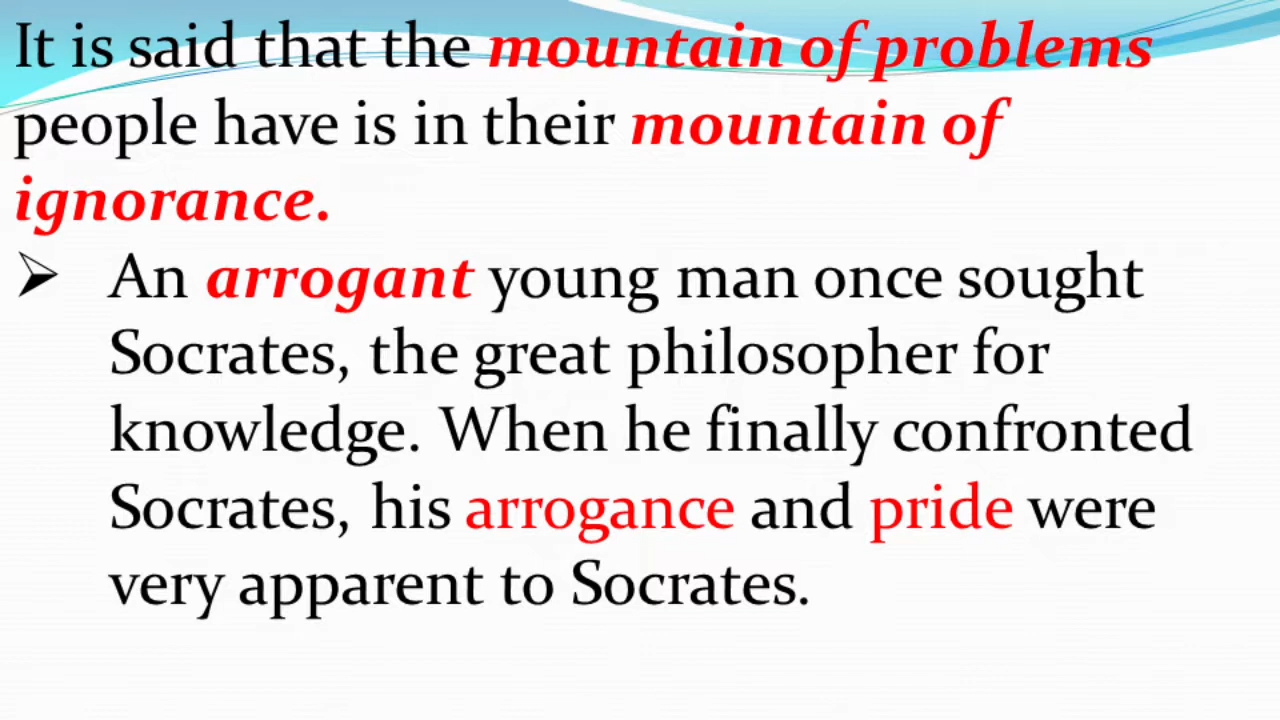 It is said that the mountain of problems
people have is in their mountain of
ignorance.
➢ An arrogant young man once sought
Socrates, the great philosopher for
knowledge. When he finally confronted
Socrates, his arrogance and pride were
very apparent to Socrates.